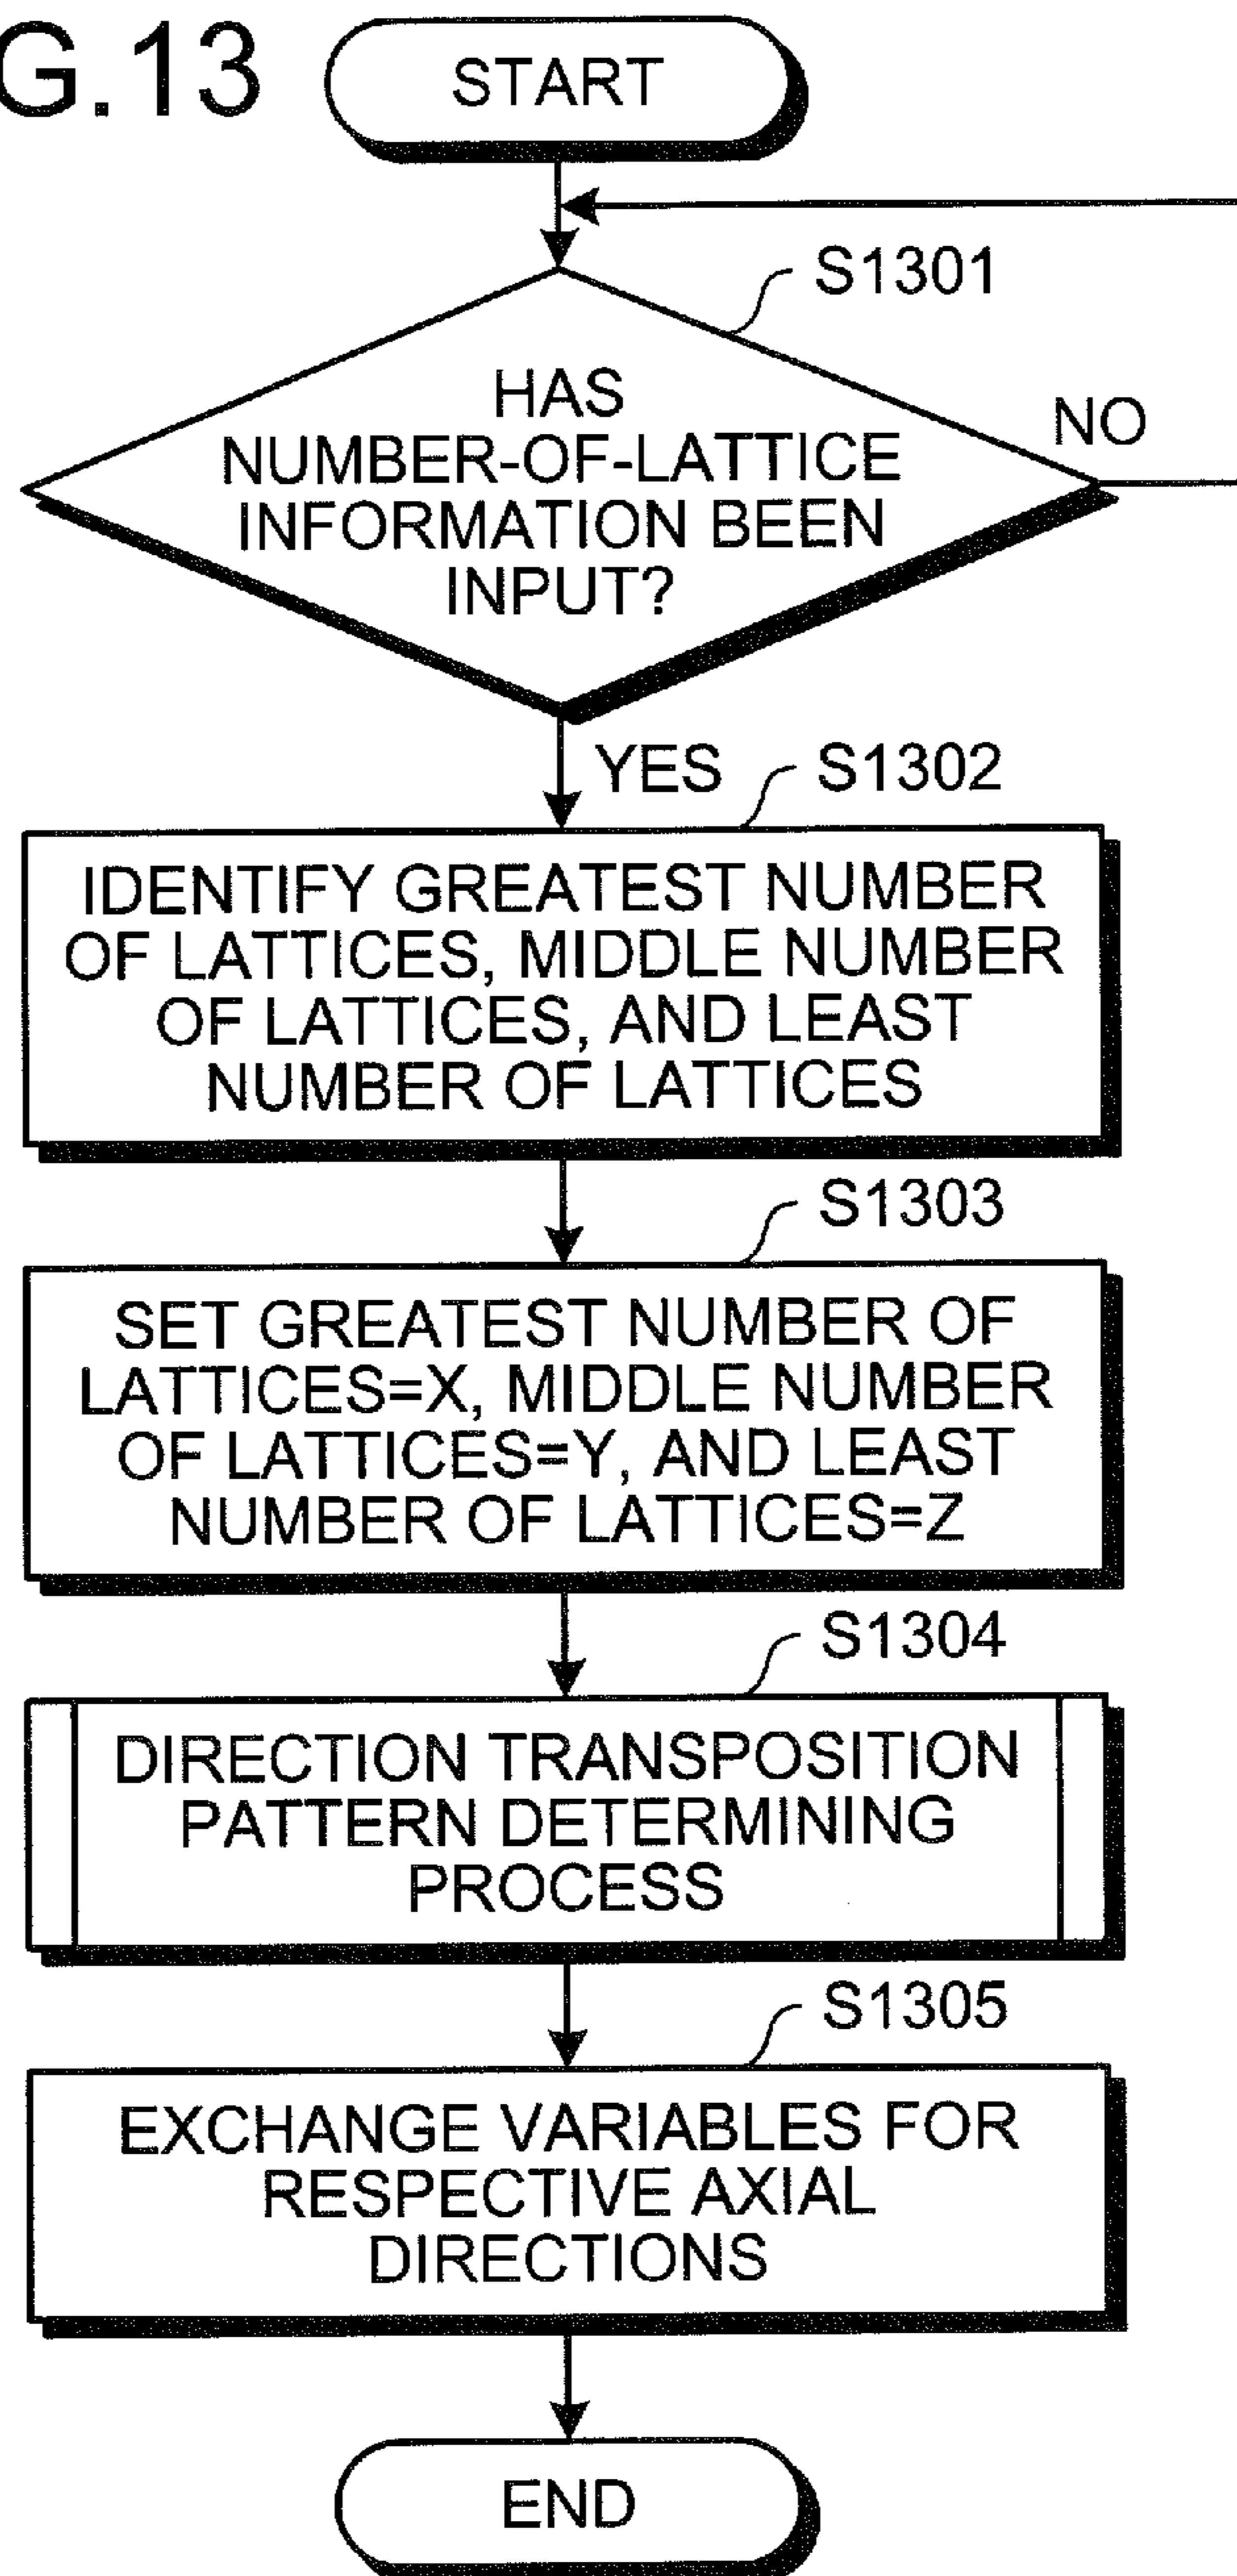 G.13
START
S1301
HAS
NUMBER-OF-LATTICE
INFORMATION BEEN
INPUT?
NO
YES
S1302
IDENTIFY GREATEST NUMBER
OF LATTICES, MIDDLE NUMBER
OF LATTICES, AND LEAST
NUMBER OF LATTICES
S1303
SET GREATEST NUMBER OF
LATTICES=X, MIDDLE NUMBER
OF LATTICES=Y, AND LEAST
NUMBER OF LATTICES=Z
S1304
DIRECTION TRANSPOSITION
PATTERN DETERMINING
PROCESS
S1305
EXCHANGE VARIABLES FOR
RESPECTIVE AXIAL
DIRECTIONS
END